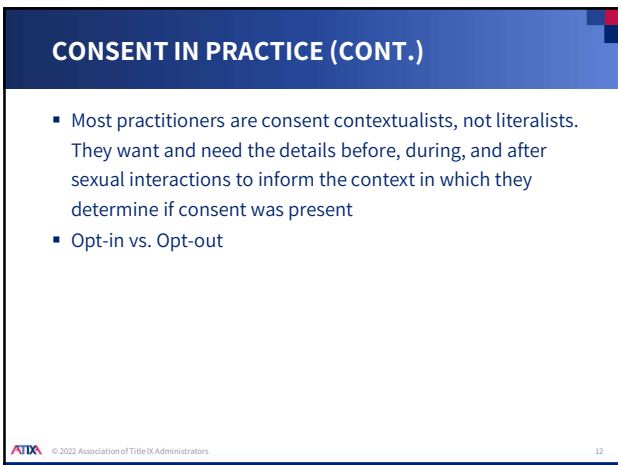 CONSENT IN PRACTICE (CONT.)
▪ Most practitioners are consent contextualists, not literalists.
They want and need the details before, during, and after
sexual interactions to inform the context in which they
determine if consent was present
▪ Opt-in vs. Opt-out
ATIXA © 2022 Association of Title IX Administrators 12